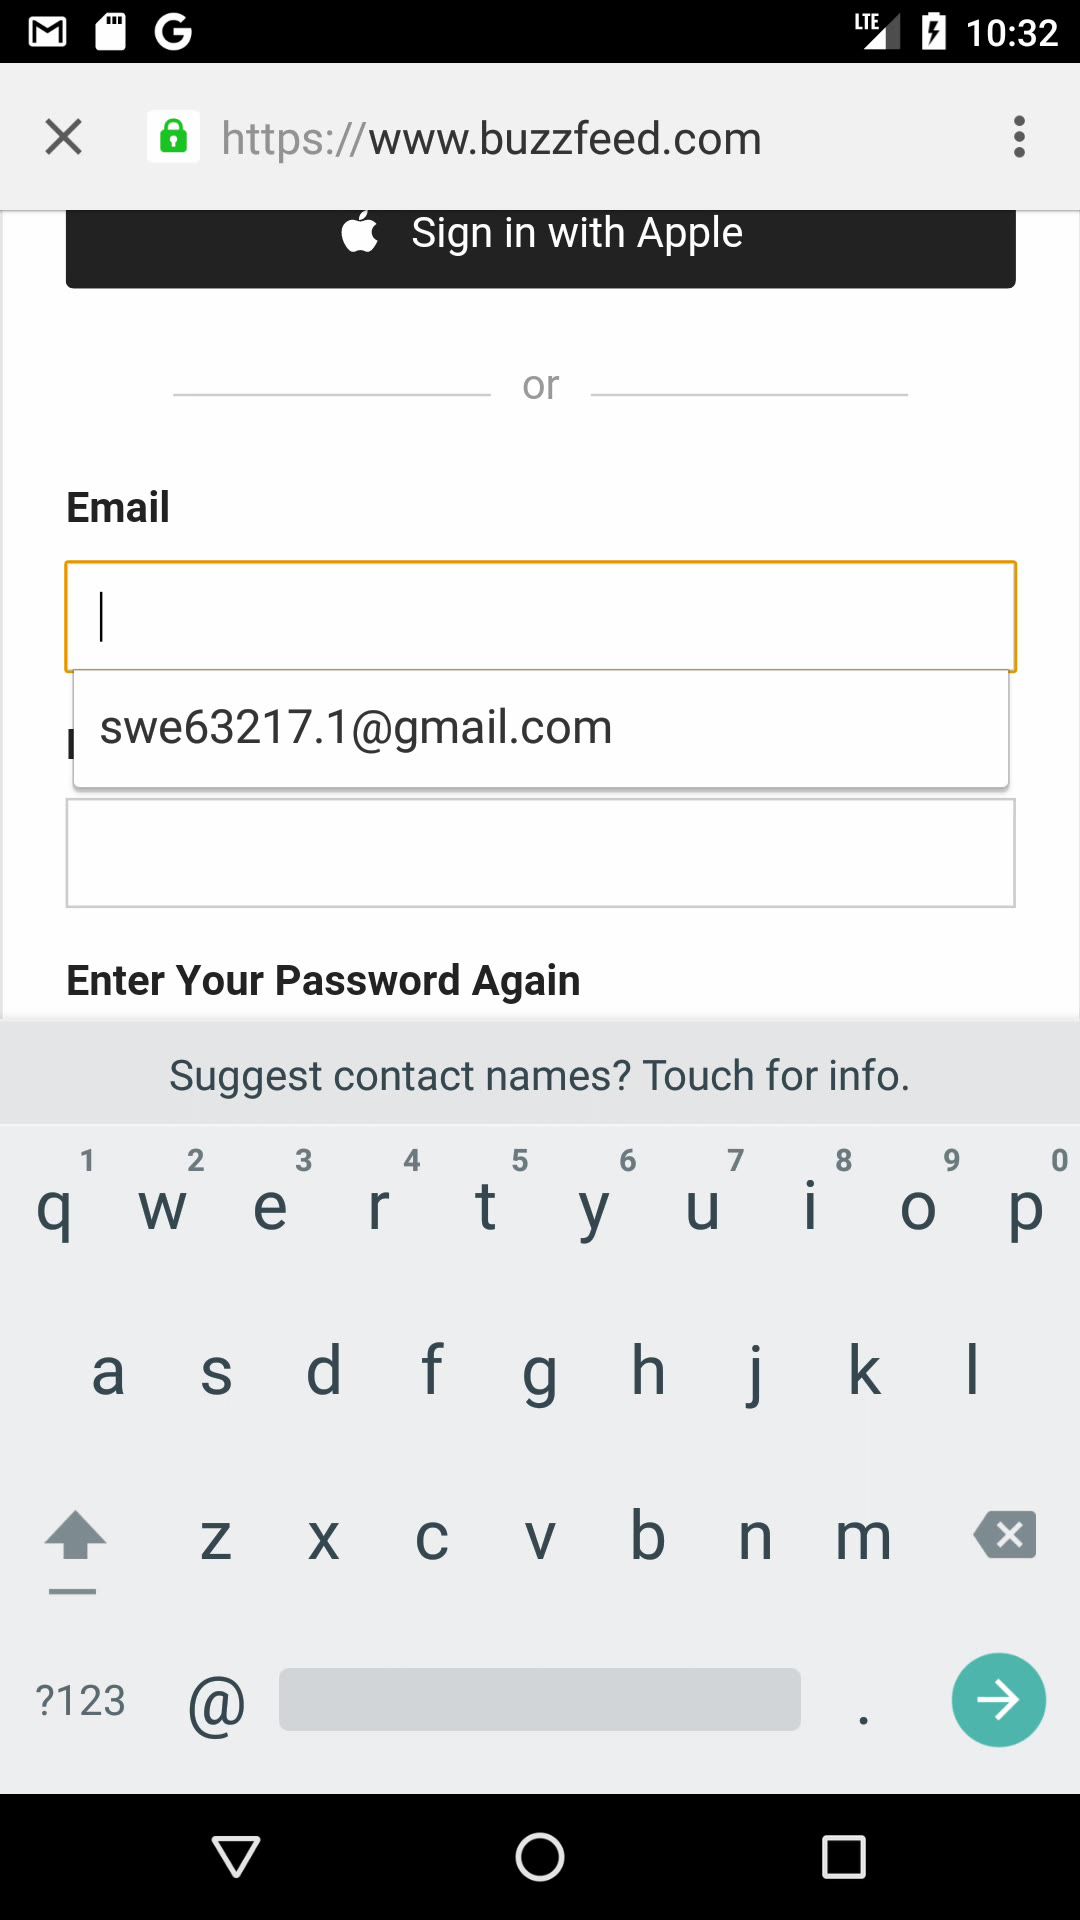 LTE 10:32
https://www.buzzfeed.com
Sign in with Apple
or
Email
swe63217.1@gmail.com
Enter Your Password Again
Suggest contact names? Touch for info.
1 2 3 4 5 6 7 8 9 0
q w e r t y u i o p
a s d f g h j k l
z x c v b n m
?123 @ .